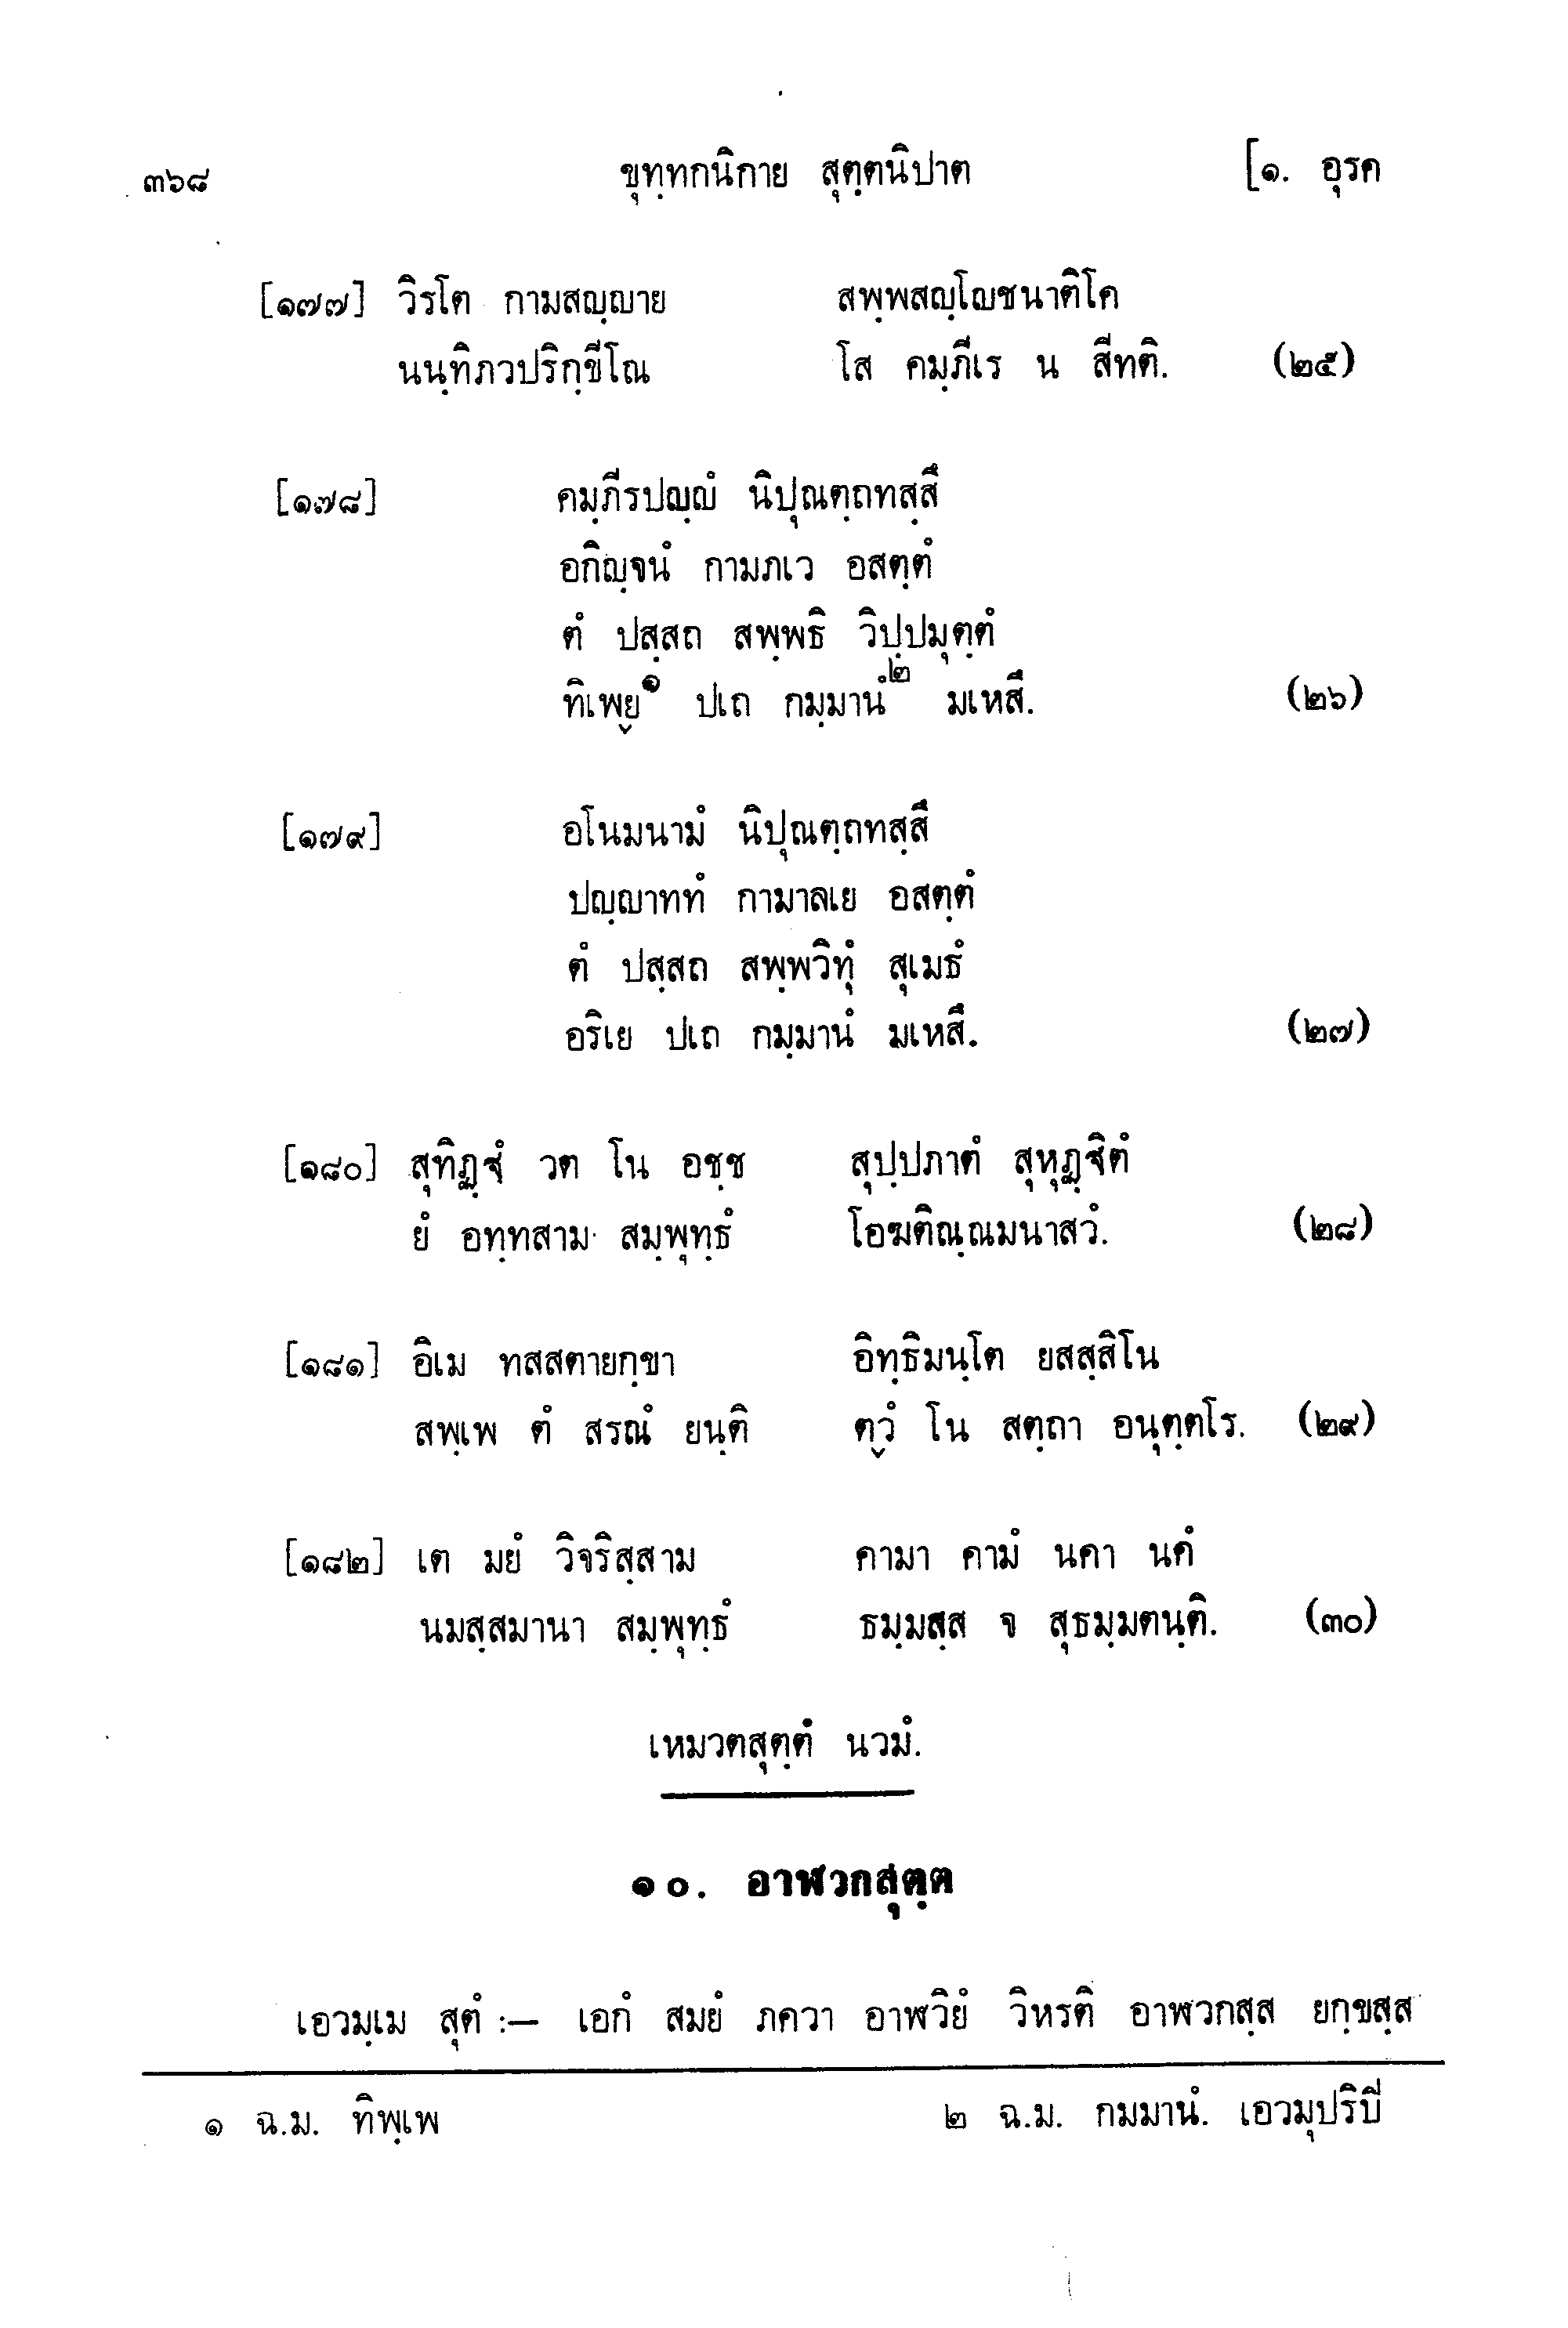 ๓๖๘ ขุทฺทกนิกาย สุตฺตนิปาต [๑. อุรค
[๑๗๗] วิรโต กามสญฺญาย สพฺพสญฺโญชนาติโค
นนฺทิภวปริกฺขีโณ โส คมฺภีเร น สีทติ. (๒๕)
[๑๗๘] คมฺภีรปญฺญํ นิปุณตฺถทสฺสึ
อกิญฺจนํ กามภเว อสตฺตํ
ตํ ปสฺสถ สพฺพธิ วิปฺปมุตฺตํ
ทิเพฺย๑ ปเถ กมฺมานํ๒ มเหสึ. (๒๖)
[๑๗๙] อโนมนามํ นิปุณตฺถทสฺสึ
ปญฺญาททํ กามาลเย อสตฺตํ
ตํ ปสฺสถ สพฺพวิทุํ สุเมธํ
อริเย ปเถ กมฺมานํ มเหสึ. (๒๗)
[๑๘๐] สุทิฏฺฐํ วต โน อชฺช สุปฺปภาตํ สุหุฏฺฐิตํ
ยํ อทฺทสาม สมฺพุทฺธํ โอฆติณฺณมนาสวํ. (๒๘)
[๑๘๑] อิเม ทสสตายกฺขา อิทฺธิมนฺโต ยสสฺสิโน
สพฺเพ ตํ สรณํ ยนฺติ ตฺวํ โน สตฺถา อนุตฺตโร. (๒๙)
[๑๘๒] เต มยํ วิจริสฺสาม คามา คามํ นคา นคํ
นมสฺสมานา สมฺพุทฺธํ ธมฺมสฺส จ สุธมฺมตนฺติ. (๓๐)
เหมวตสุตฺตํ นวมํ.
๑๐. อาฬวกสุตฺต
เอวมฺเม สุตํ :— เอกํ สมยํ ภควา อาฬวิยํ วิหรติ อาฬวกสฺส ยกฺขสฺส
๑ ฉ.ม. ทิพฺเพ ๒ ฉ.ม. กมมานํ. เอวมุปริปี